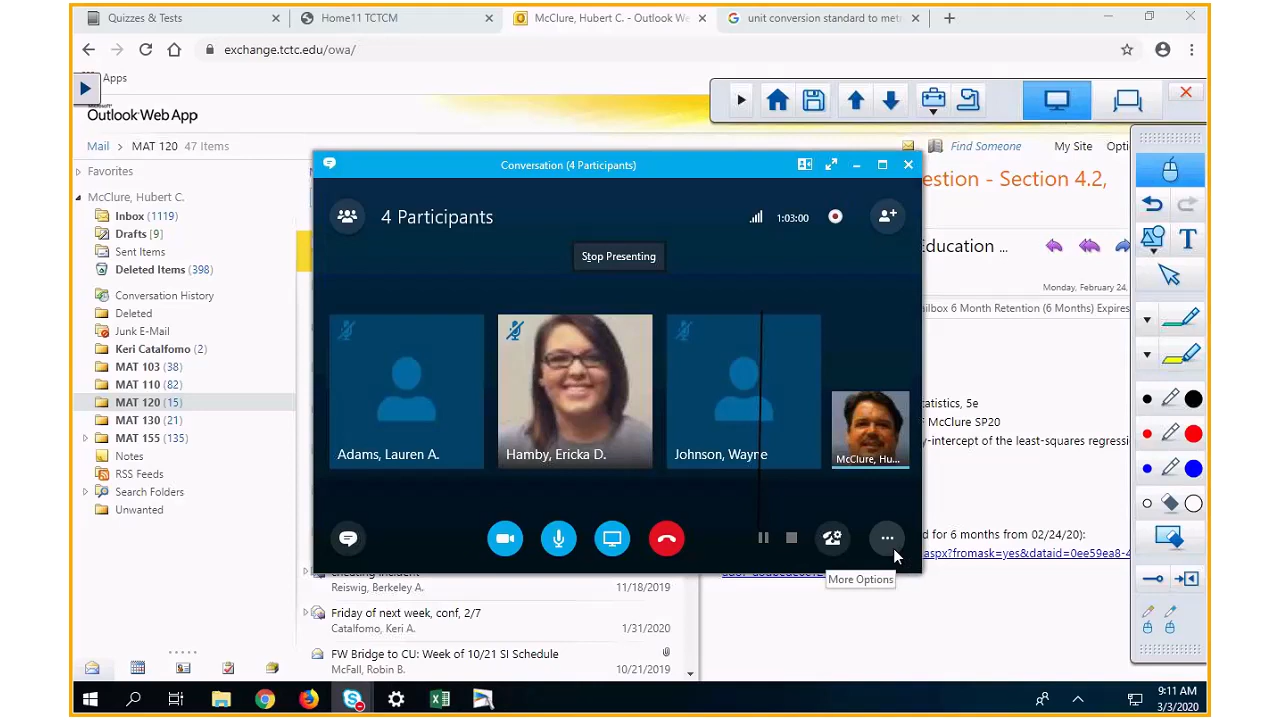 Quizzes & Tests
Home11 TCTCM
McClure, Hubert C. - Outlook We
unit conversion standard to met
exchange.tctc.edu/owa/
Apps
Outlook Web App
Mail > MAT 120 47 Items
Find Someone
My Site
Opti
Favorites
McClure, Hubert C.
Inbox (1119)
Drafts [9]
Sent Items
Deleted Items (398)
Conversation History
Deleted
Junk E-Mail
Keri Catalfomo (2)
MAT 103 (38)
MAT 110 (82)
MAT 120 (15)
MAT 130 (21)
MAT 155 (135)
Notes
RSS Feeds
Search Folders
Unwanted
Conversation (4 Participants)
4 Participants
1:03:00
Stop Presenting
Adams, Lauren A.
Hamby, Ericka D.
Johnson, Wayne
McClure, Hu...
More Options
estion - Section 4.2,
Education ...
Monday, February 24,
ilbox 6 Month Retention (6 Months) Expires
atistics, 5e
McClure SP20
y-intercept of the least-squares regressi
d for 6 months from 02/24/20):
aspx?fromask=yes&dataid=0ee59ea8-4
Reiswig, Berkeley A.
11/18/2019
Friday of next week, conf, 2/7
Catalfomo, Keri A.
1/31/2020
FW Bridge to CU: Week of 10/21 SI Schedule
McFall, Robin B.
10/21/2019
T
9:11 AM
3/3/2020